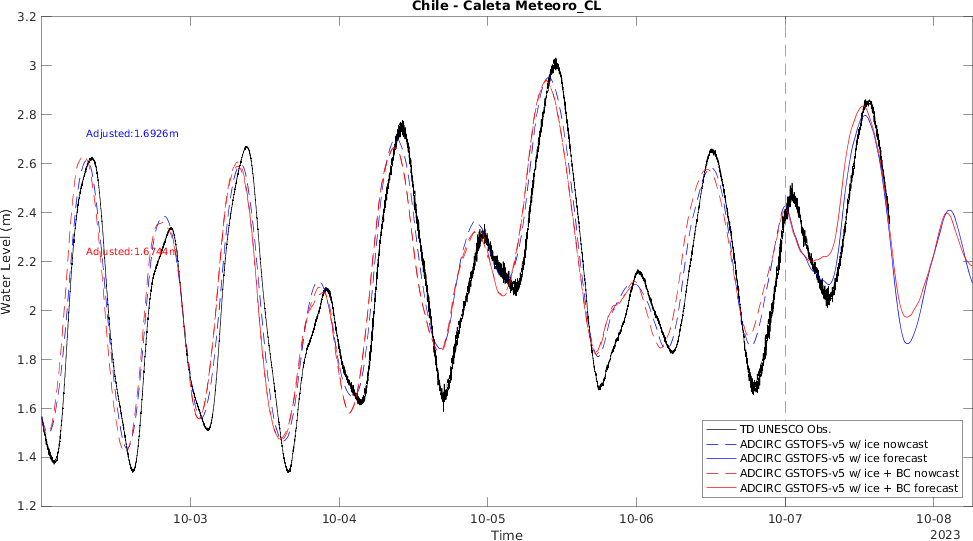 Chile - Caleta Meteoro_CL
3.2
3
2.8
2.6
2.4
2.2
2
1.8
1.6
1.4
1.2
Water Level (m)
Adjusted:1.6926m
Adjusted:1.6744m
TD UNESCO Obs.
ADCIRC GSTOFS-v5 w/ ice nowcast
ADCIRC GSTOFS-v5 w/ ice forecast
ADCIRC GSTOFS-v5 w/ ice + BC nowcast
ADCIRC GSTOFS-v5 w/ ice + BC forecast
10-03 10-04 10-05 10-06 10-07 10-08
Time 2023